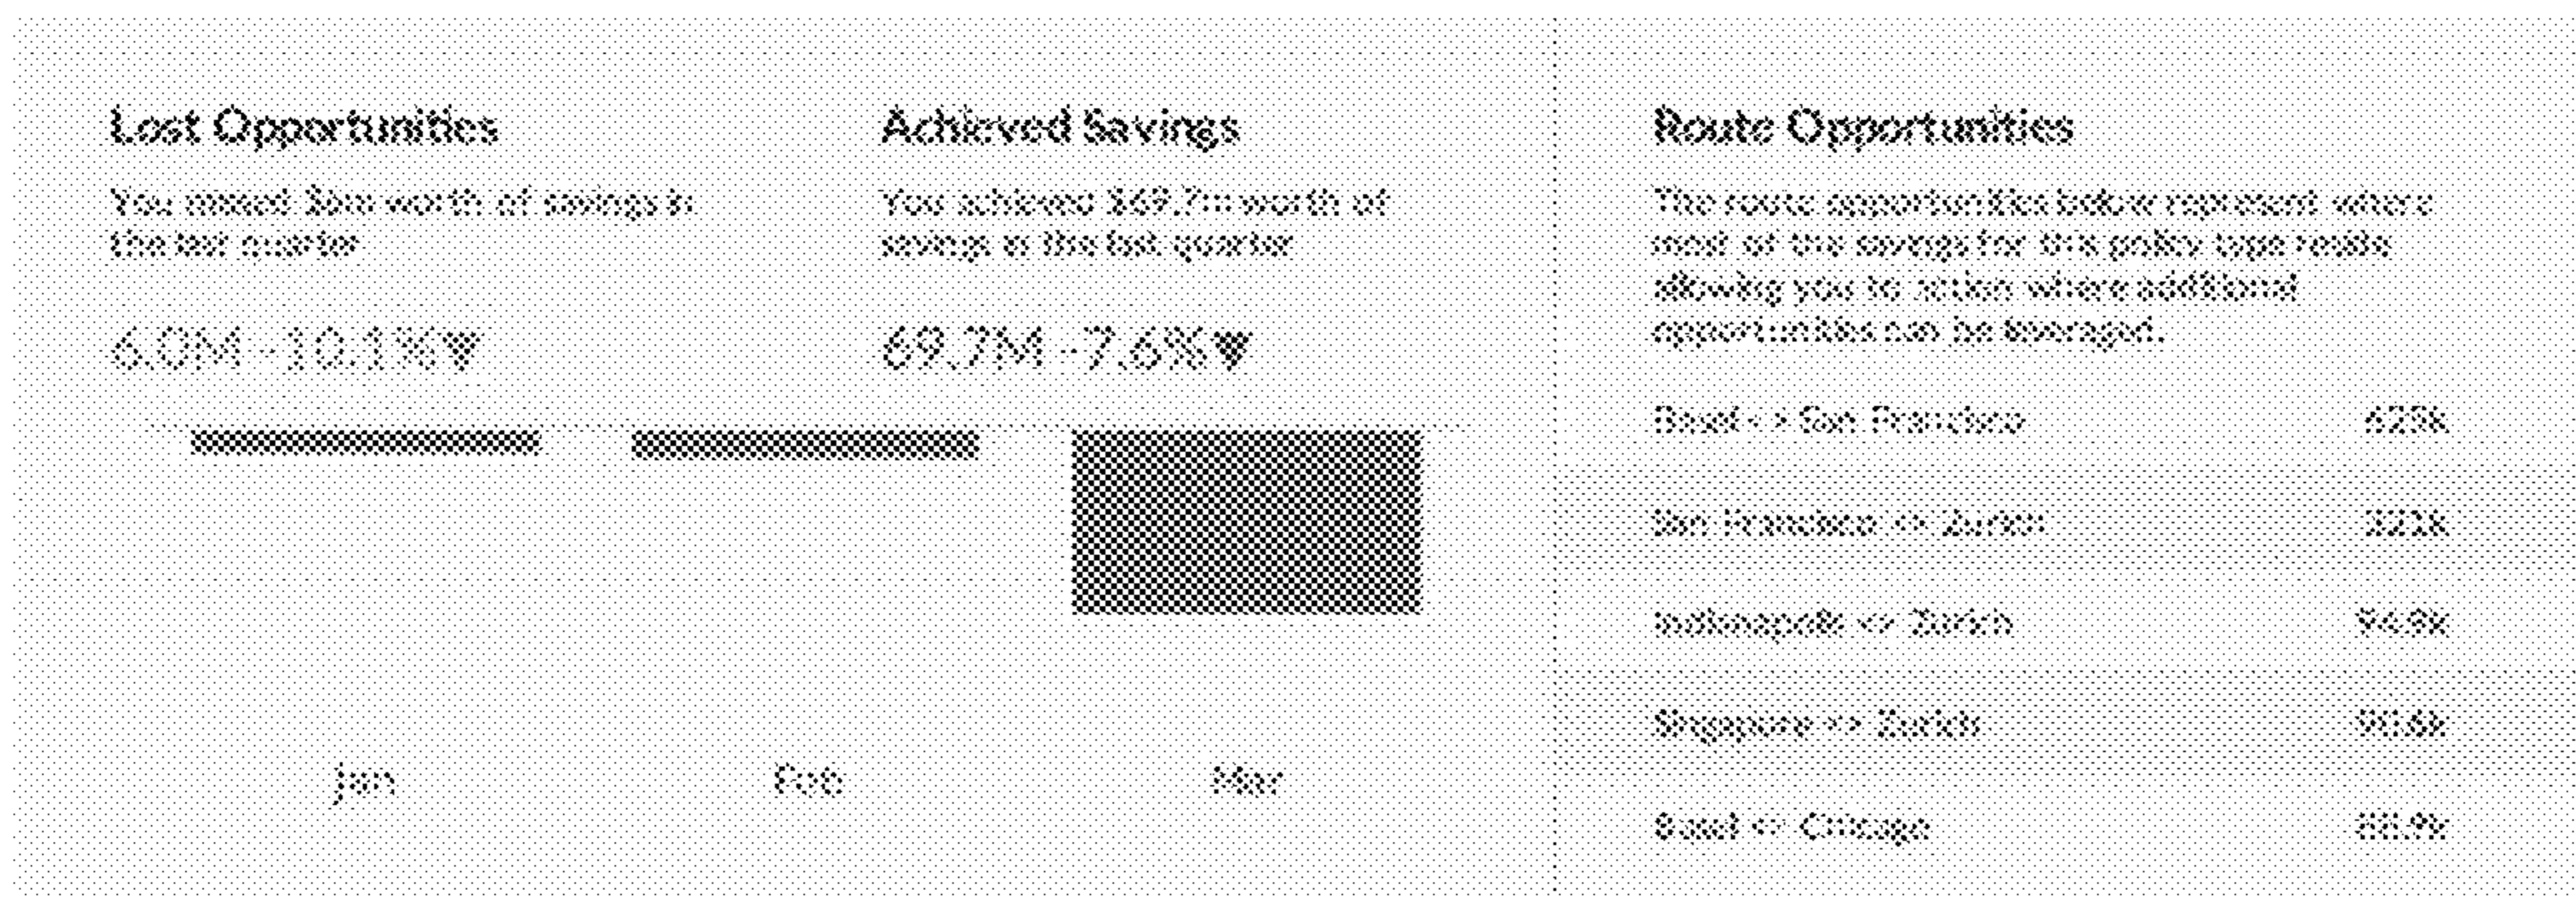 Lost Opportunities
You missed $6m worth of savings in
the last quarter
6.0M -10.1%▼
Achieved Savings
You achieved $69.7m worth of
savings in the last quarter
69.7M -7.6%▼
Jan
Feb
Mar
Route Opportunities
The route opportunities below represent where
most of the savings for this policy type reside
allowing you to action where additional
opportunities can be leveraged.
Basel <> San Francisco
San Francisco <> Zurich
Indianapolis <> Zurich
Singapore <> Zurich
Basel <> Chicago